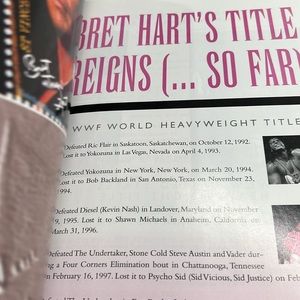 BRET HART'S TITLE
REIGNS (... SO FAR)
WWF WORLD HEAVYWEIGHT TITLE
Defeated Ric Flair in Saskatoon, Saskatchewan, on October 12, 1992.
Lost it to Yokozuna in Las Vegas, Nevada on April 4, 1993.
Defeated Yokozuna in New York, New York, on March 20, 1994.
Lost it to Bob Backland in San Antonio, Texas on November 23,
1994.
Defeated Diesel (Kevin Nash) in Landover, Maryland on November
19, 1995. Lost it to Shawn Michaels in Anaheim, California, on
March 31, 1996.
Defeated The Undertaker, Stone Cold Steve Austin and Vader dur-
ing a Four Corners Elimination bout in Chattanooga, Tennessee
on February 16, 1997. Lost it to Psycho Sid (Sid Vicious, Sid Justice) on
February